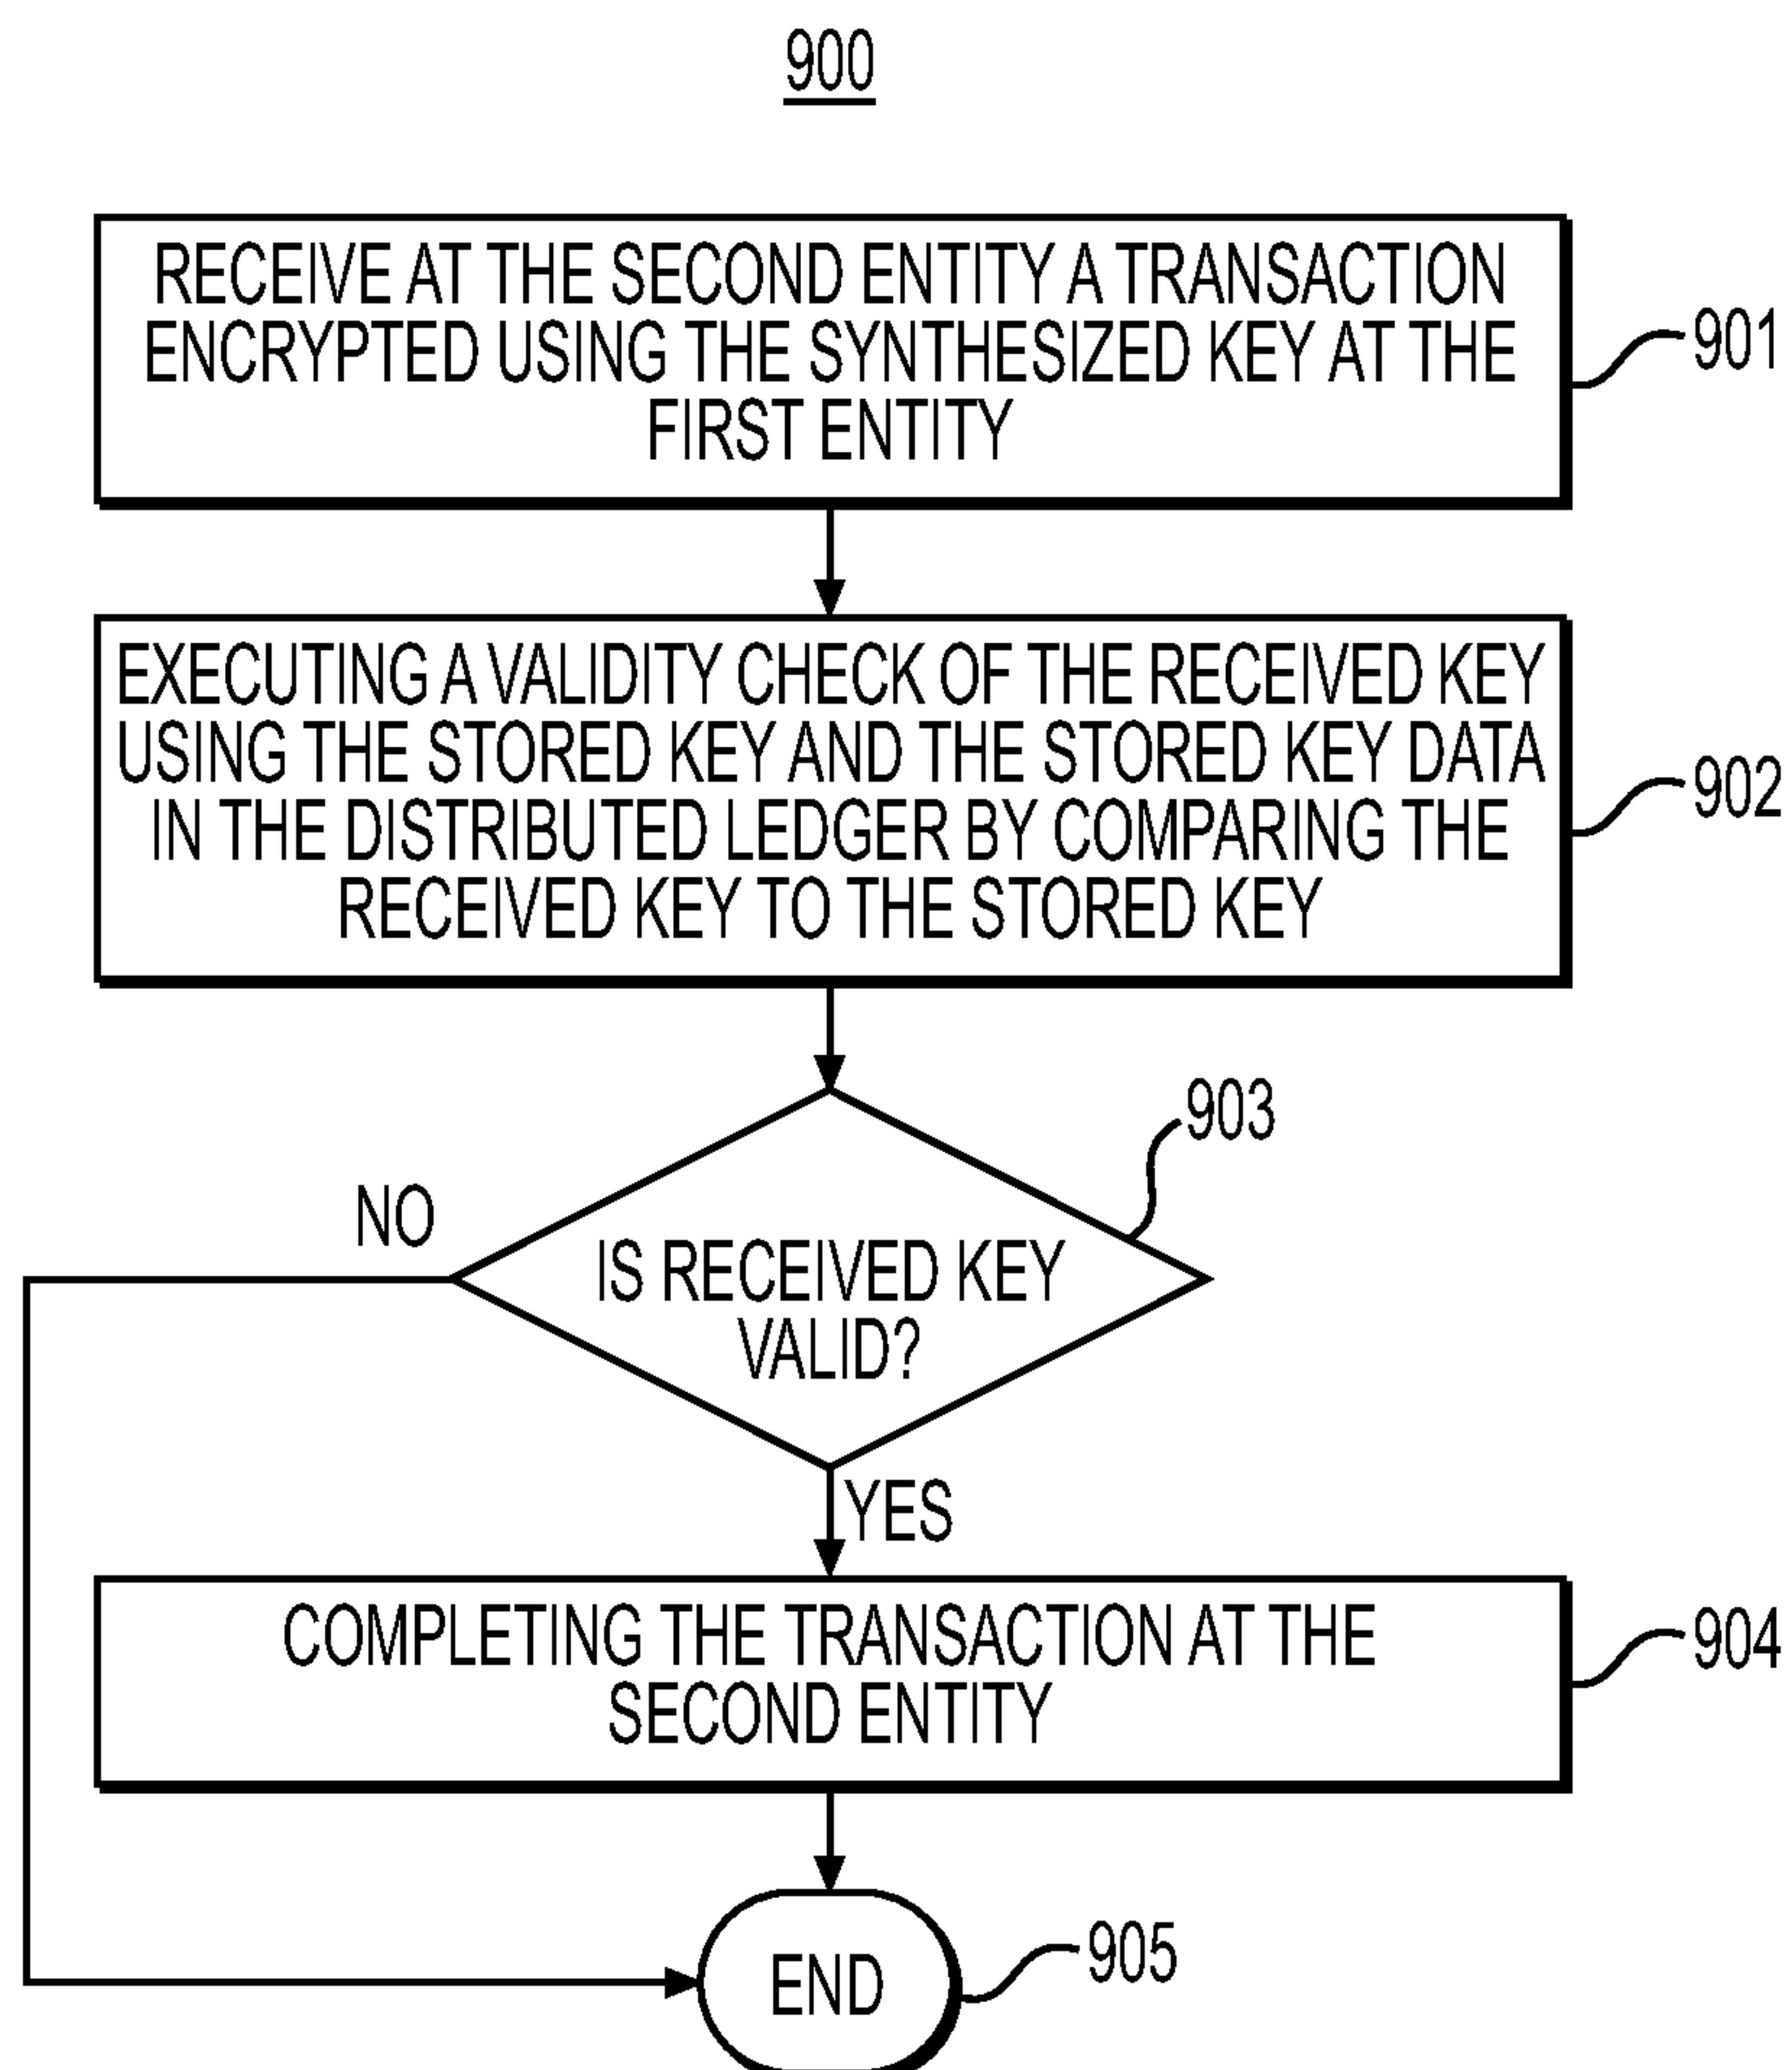 900
RECEIVE AT THE SECOND ENTITY A TRANSACTION
ENCRYPTED USING THE SYNTHESIZED KEY AT THE
FIRST ENTITY
901
EXECUTING A VALIDITY CHECK OF THE RECEIVED KEY
USING THE STORED KEY AND THE STORED KEY DATA
IN THE DISTRIBUTED LEDGER BY COMPARING THE
RECEIVED KEY TO THE STORED KEY
902
903
NO
IS RECEIVED KEY
VALID?
YES
COMPLETING THE TRANSACTION AT THE
SECOND ENTITY
904
END
905